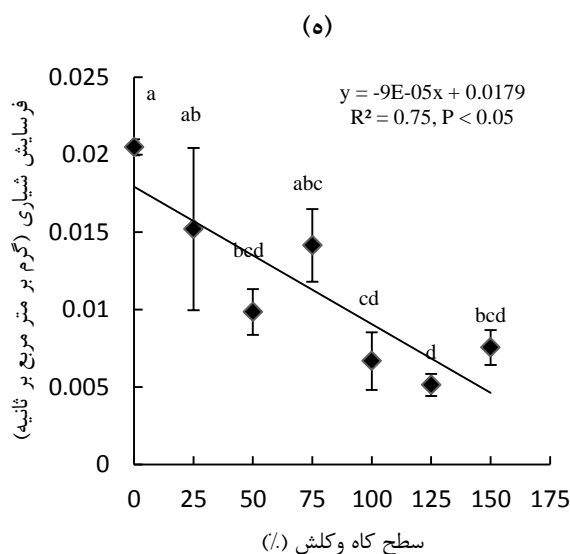 (ه)
فرسایش شیاری (گرم بر متر مربع بر ثانیه)
0.025
0.02
0.015
0.01
0.005
0
a
ab
bcd
abc
cd
d
bcd
y = -9E-05x + 0.0179
R² = 0.75, P < 0.05
0 25 50 75 100 125 150 175
سطح کاه وکلش (٪)